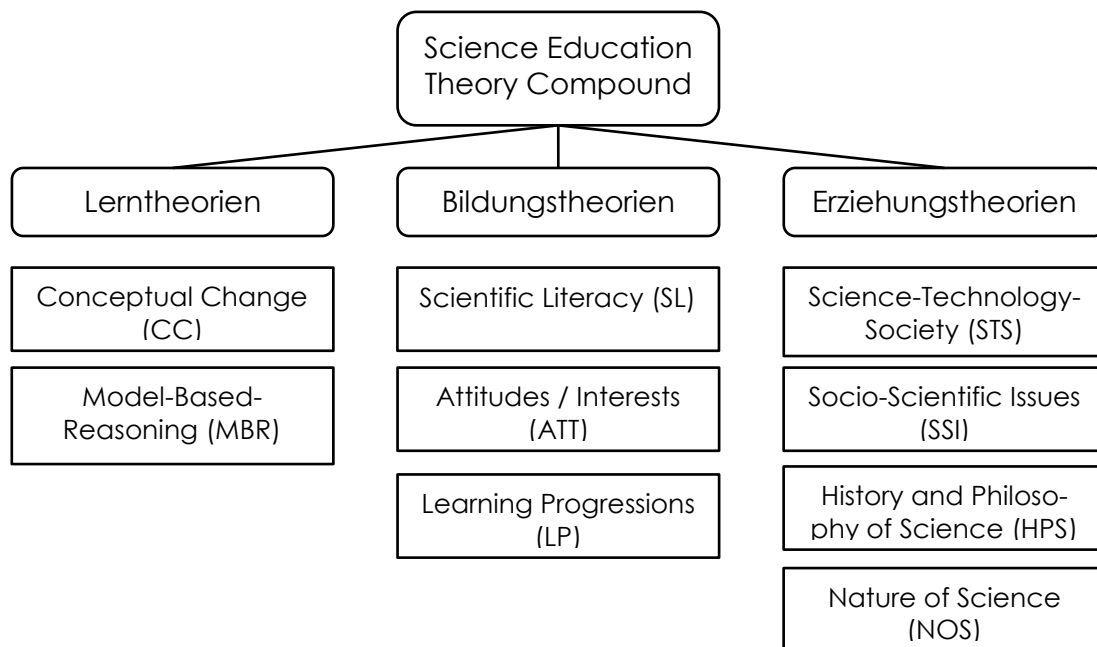 Science Education
Theory Compound
Lerntheorien
Bildungstheorien
Erziehungstheorien
Conceptual Change
(CC)
Model-Based-
Reasoning (MBR)
Scientific Literacy (SL)
Attitudes / Interests
(ATT)
Learning Progressions
(LP)
Science-Technology-
Society (STS)
Socio-Scientific Issues
(SSI)
History and Philoso-
phy of Science (HPS)
Nature of Science
(NOS)